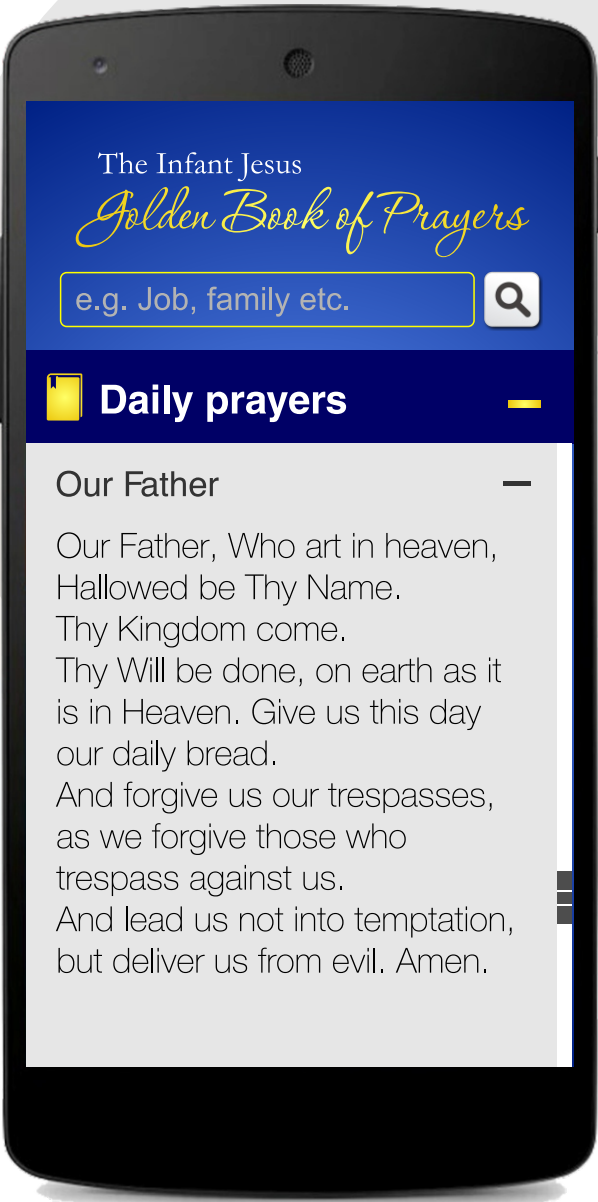 The Infant Jesus
Golden Book of Prayers
e.g. Job, family etc.
Daily prayers
Our Father
Our Father, Who art in heaven,
Hallowed be Thy Name.
Thy Kingdom come.
Thy Will be done, on earth as it
is in Heaven. Give us this day
our daily bread.
And forgive us our trespasses,
as we forgive those who
trespass against us.
And lead us not into temptation,
but deliver us from evil. Amen.